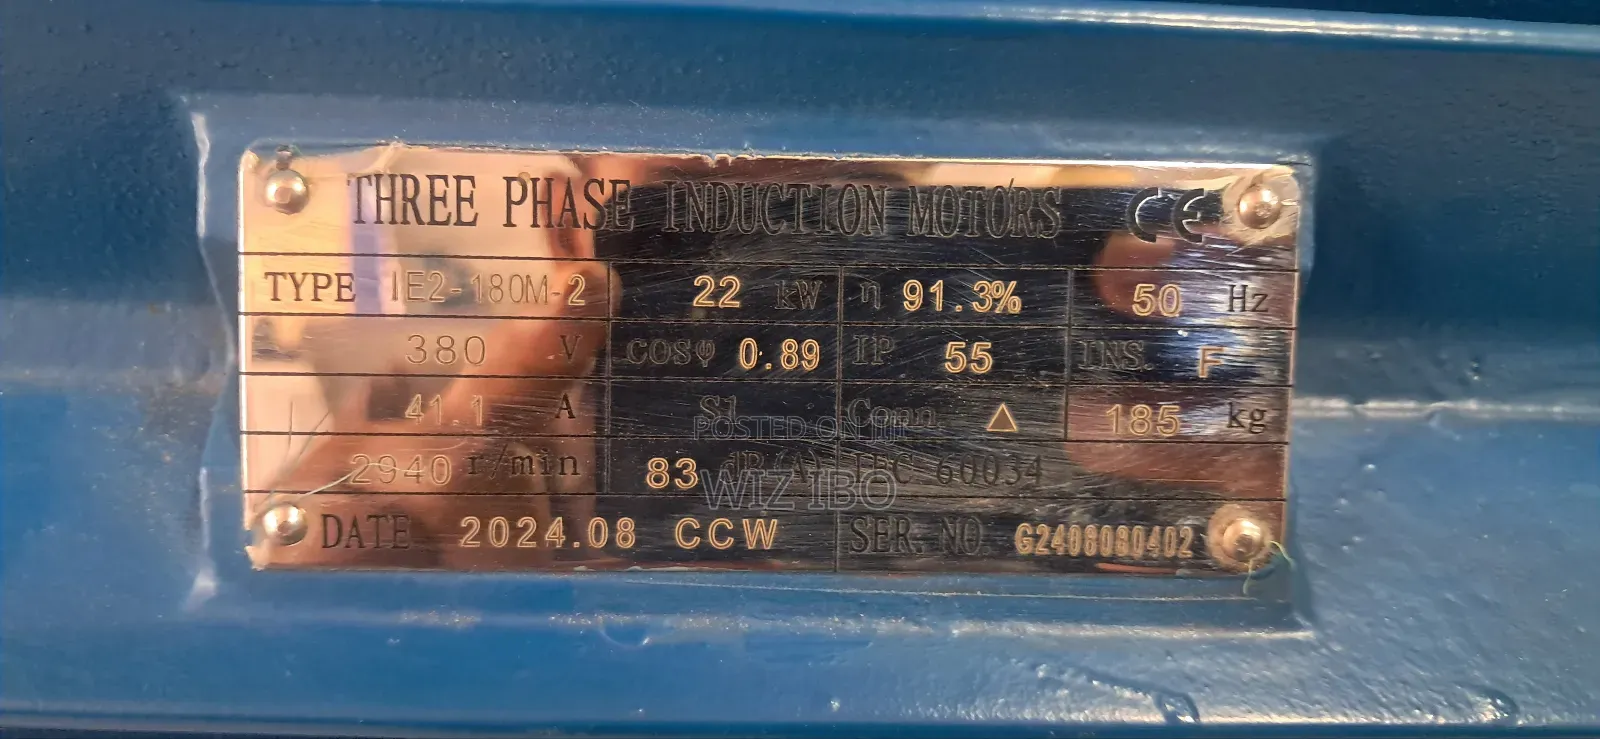 THREE PHASE INDUCTION MOTORS CE
TYPE IE2-180M-2 22 kW η 91.3% 50 Hz
380 V COSφ 0.89 IP 55 INS. F
41.1 A S1 Conn. △ 185 kg
2940 r/min 83 dB(A) IEC 60034
DATE 2024.08 CCW SER. NO. G2408080402
POSTED ON
WIZ IBO